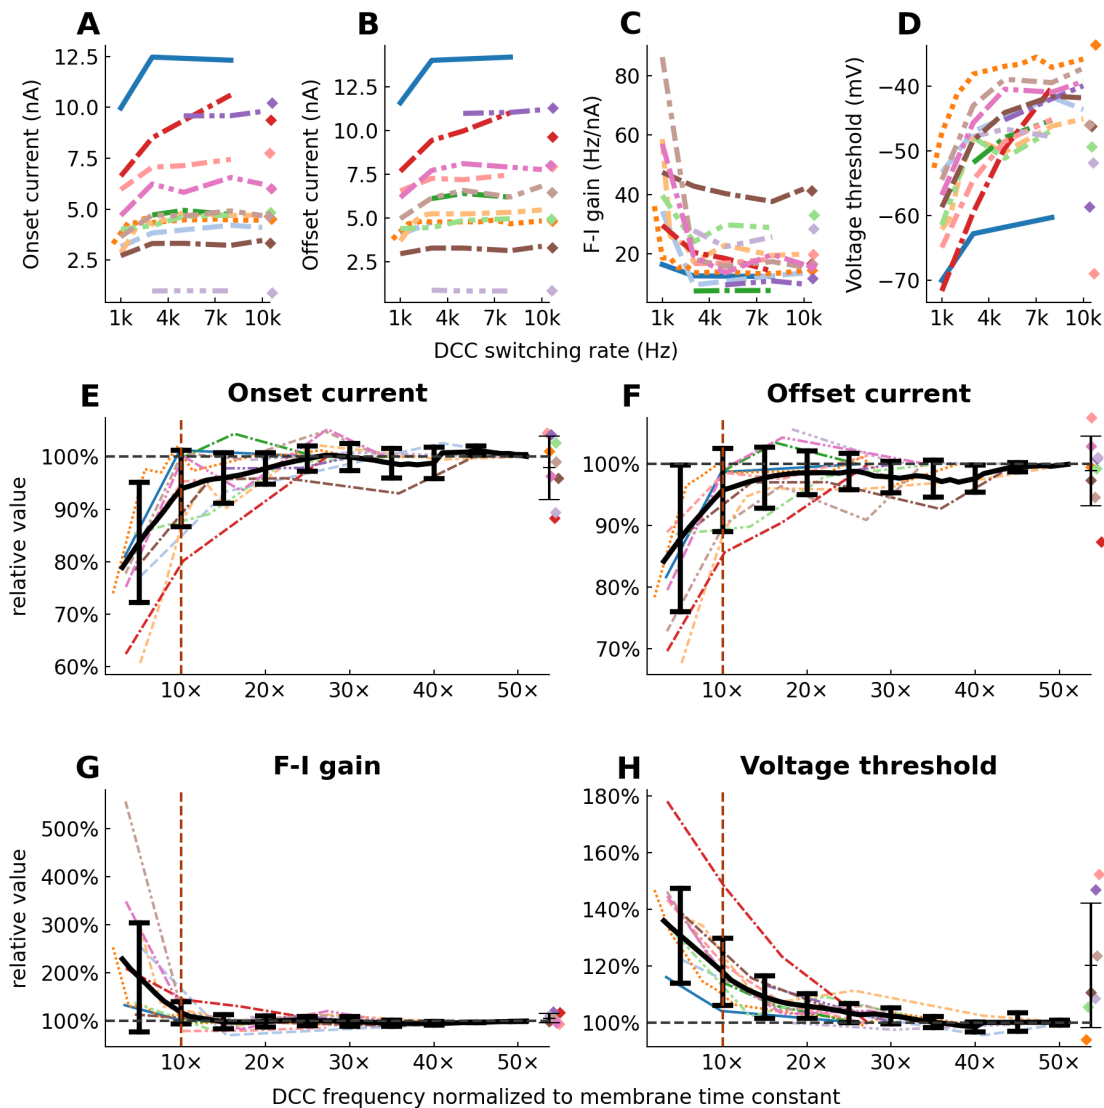 A
B
C
D
Onset current (nA)
12.5
10.0
7.5
5.0
2.5
1k
4k
7k
10k
Offset current (nA)
12.5
10.0
7.5
5.0
2.5
1k
4k
7k
10k
F-I gain (Hz/nA)
80
60
40
20
1k
4k
7k
10k
Voltage threshold (mV)
−40
−50
−60
−70
1k
4k
7k
10k
DCC switching rate (Hz)
E
Onset current
relative value
100%
90%
80%
70%
60%
10×
20×
30×
40×
50×
F
Offset current
100%
90%
80%
70%
10×
20×
30×
40×
50×
G
F-I gain
relative value
500%
400%
300%
200%
100%
10×
20×
30×
40×
50×
H
Voltage threshold
180%
160%
140%
120%
100%
10×
20×
30×
40×
50×
DCC frequency normalized to membrane time constant